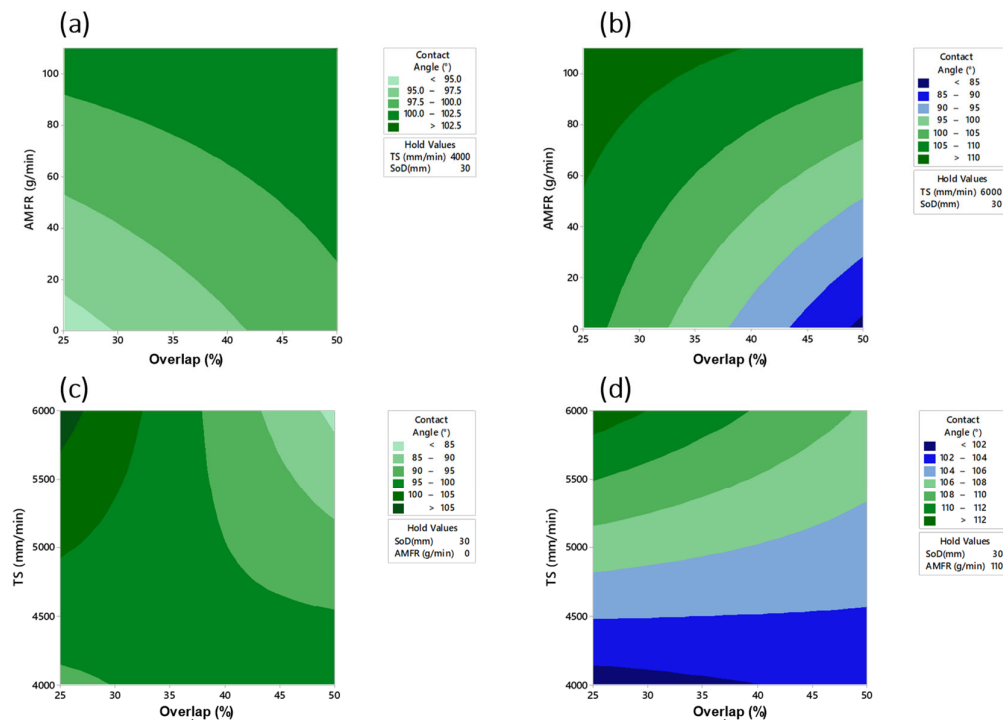 (a)
Contact
Angle (°)
< 95.0
95.0 – 97.5
97.5 – 100.0
100.0 – 102.5
> 102.5
Hold Values
TS (mm/min) 4000
SoD(mm) 30
AMFR (g/min)
100
80
60
40
20
0
25 30 35 40 45 50
Overlap (%)
(b)
Contact
Angle (°)
< 85
85 – 90
90 – 95
95 – 100
100 – 105
105 – 110
> 110
Hold Values
TS (mm/min) 6000
SoD(mm) 30
AMFR (g/min)
100
80
60
40
20
0
25 30 35 40 45 50
Overlap (%)
(c)
Contact
Angle (°)
< 85
85 – 90
90 – 95
95 – 100
100 – 105
> 105
Hold Values
SoD(mm) 30
AMFR (g/min) 0
TS (mm/min)
6000
5500
5000
4500
4000
25 30 35 40 45 50
Overlap (%)
(d)
Contact
Angle (°)
< 102
102 – 104
104 – 106
106 – 108
108 – 110
110 – 112
> 112
Hold Values
SoD(mm) 30
AMFR (g/min) 110
TS (mm/min)
6000
5500
5000
4500
4000
25 30 35 40 45 50
Overlap (%)